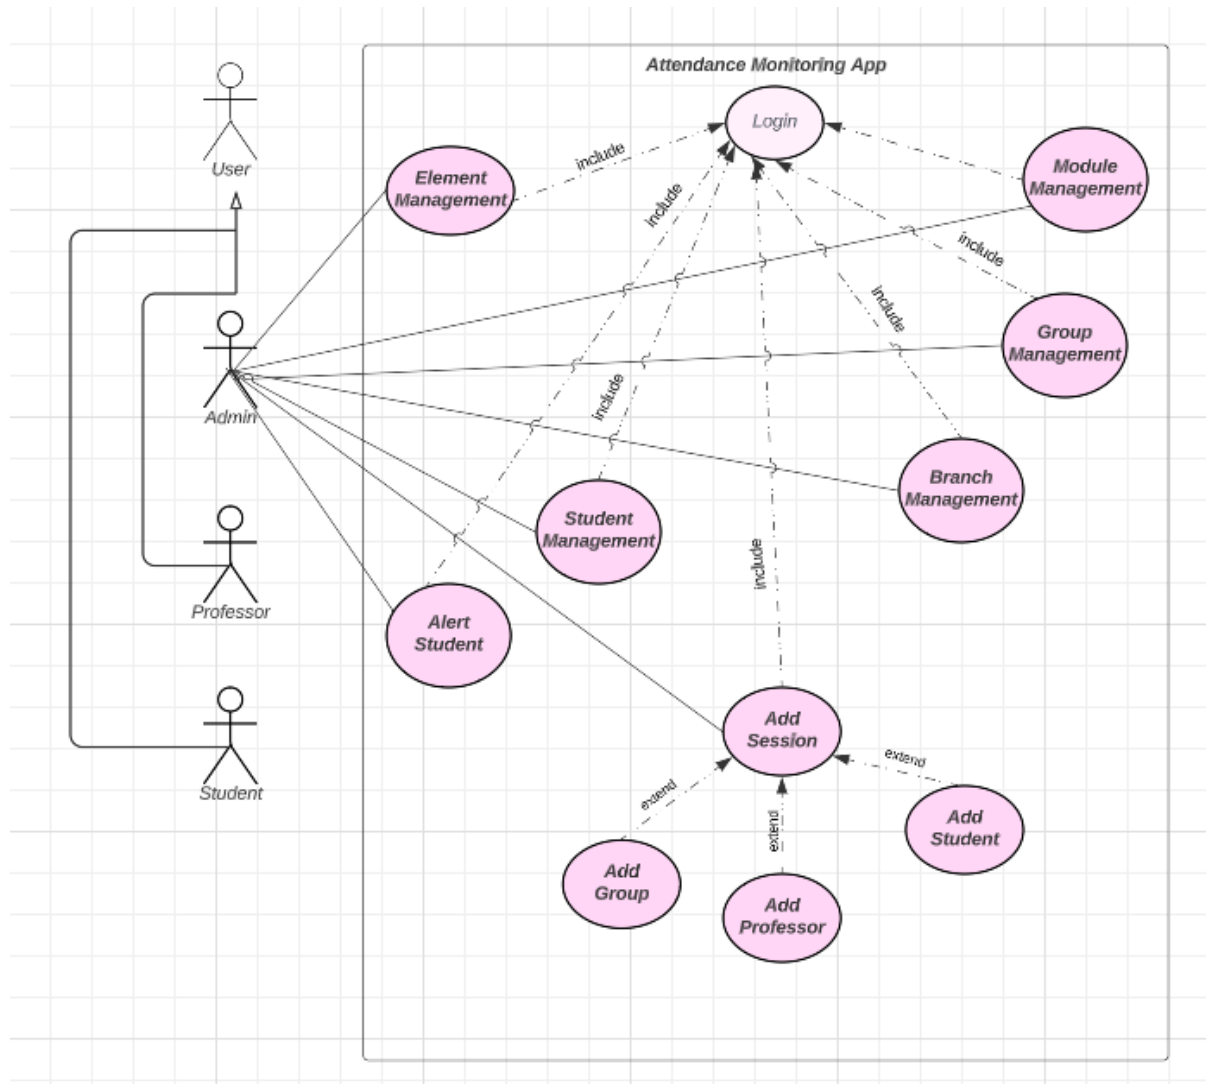 Attendance Monitoring App
User
Login
include
Element
Management
Module
Management
include
include
include
Group
Management
Admin
include
Branch
Management
Student
Management
include
Professor
Alert
Student
Add
Session
extend
extend
extend
Student
Add
Student
Add
Group
Add
Professor